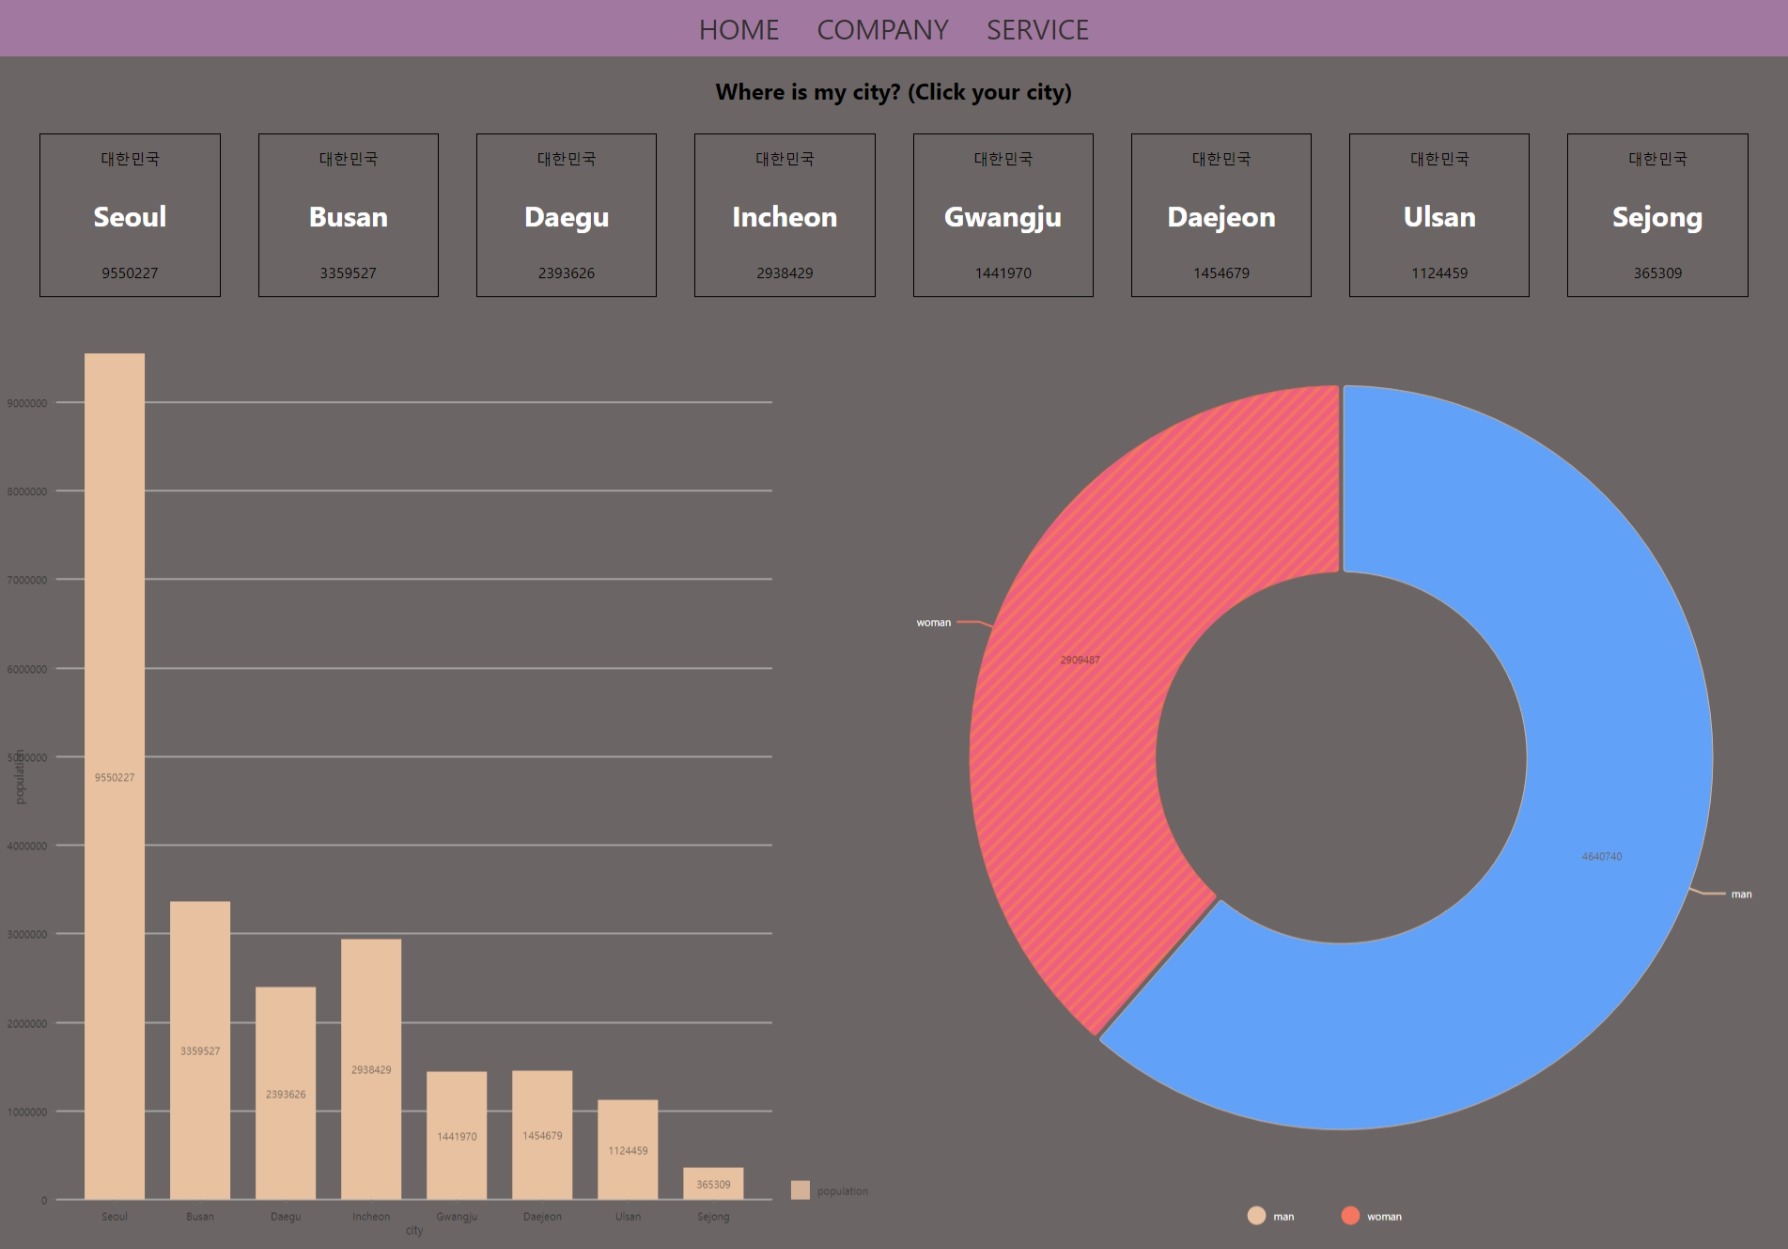 HOME COMPANY SERVICE
Where is my city? (Click your city)
대한민국 대한민국 대한민국 대한민국 대한민국 대한민국 대한민국 대한민국
Seoul Busan Daegu Incheon Gwangju Daejeon Ulsan Sejong
9550227 3359527 2393626 2938429 1441970 1454679 1124459 365309
9000000
8000000
7000000
6000000
5000000
4000000
3000000
2000000
1000000
0
population
9550227
3359527
2393626
2938429
1441970
1454679
1124459
365309
Seoul Busan Daegu Incheon Gwangju Daejeon Ulsan Sejong
city
population
woman
2909487
4640740
man
man woman